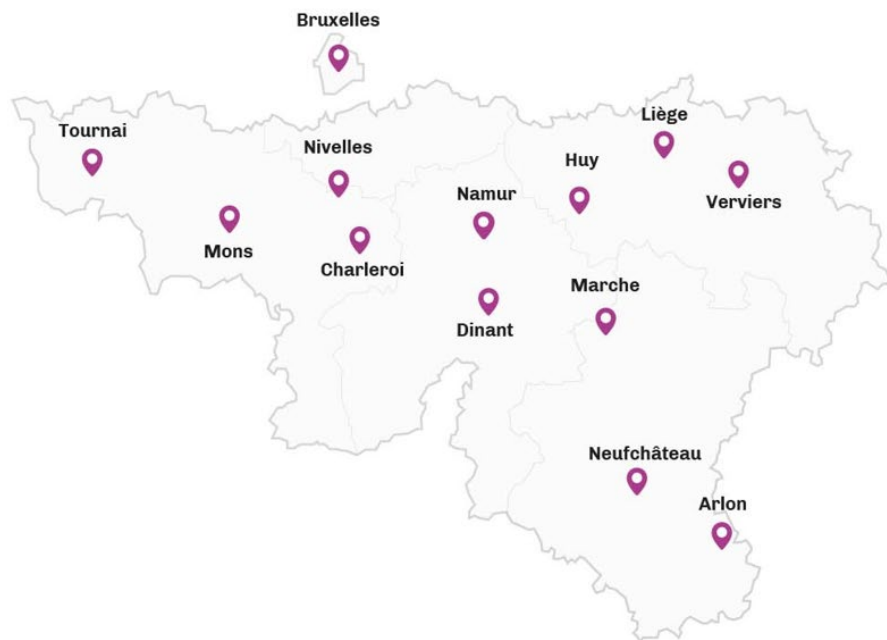 Bruxelles
Liège
Tournai
Nivelles
Huy
Namur
Verviers
Mons
Charleroi
Marche
Dinant
Neufchâteau
Arlon